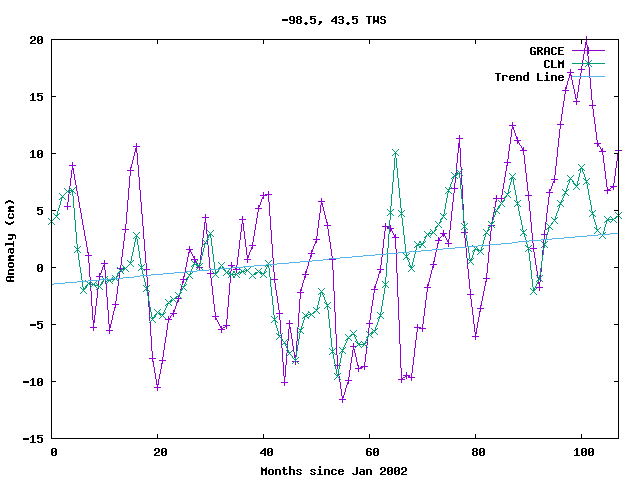 -98.5, 43.5 TWS
GRACE
CLM
Trend Line
20
15
10
5
0
-5
-10
-15
Anomaly (cm)
0 20 40 60 80 100
Months since Jan 2002